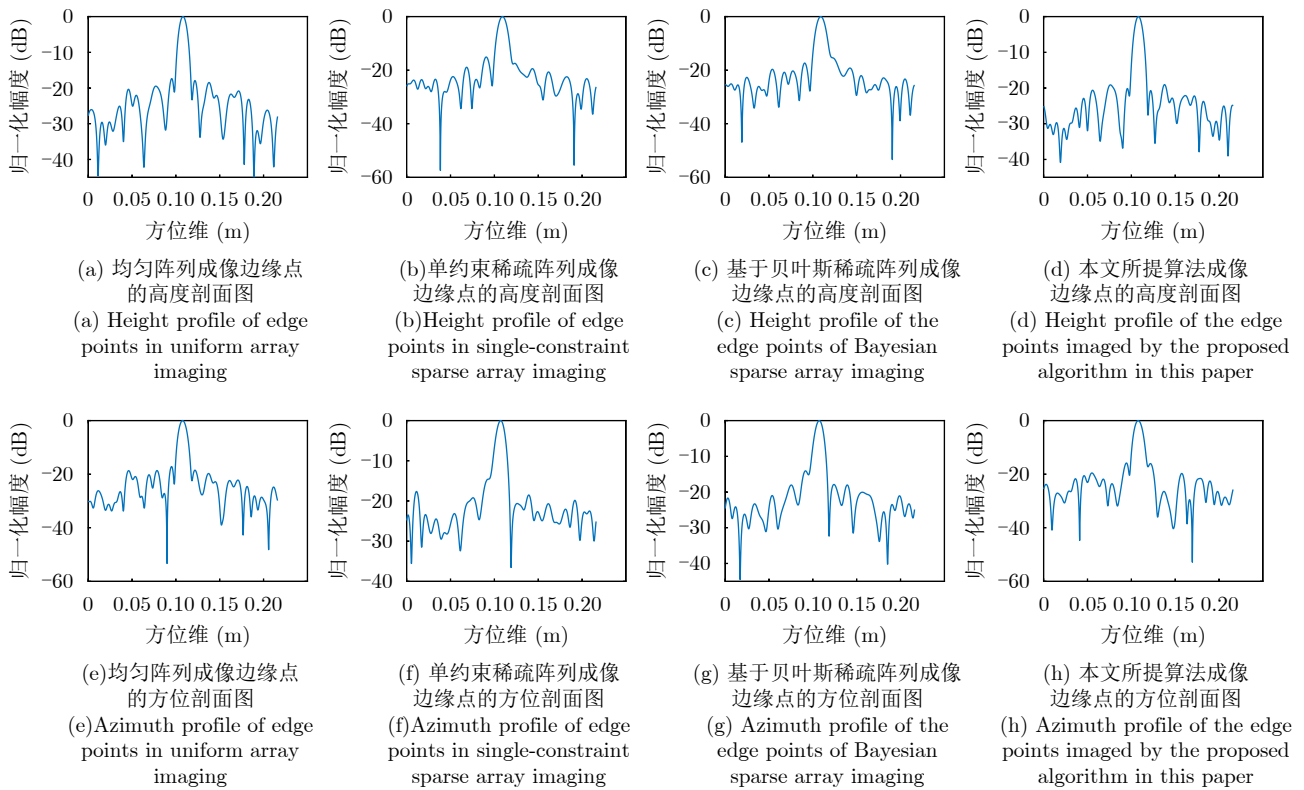 0
−10
−20
−30
−40
归一化幅度 (dB)
0 0.05 0.10 0.15 0.20
方位维 (m)
(a) 均匀阵列成像边缘点
的高度剖面图
(a) Height profile of edge
points in uniform array
imaging
0
−20
−40
−60
归一化幅度 (dB)
0 0.05 0.10 0.15 0.20
方位维 (m)
(b)单约束稀疏阵列成像
边缘点的高度剖面图
(b)Height profile of edge
points in single-constraint
sparse array imaging
0
−20
−40
−60
归一化幅度 (dB)
0 0.05 0.10 0.15 0.20
方位维 (m)
(c) 基于贝叶斯稀疏阵列成像
边缘点的高度剖面图
(c) Height profile of the
edge points of Bayesian
sparse array imaging
0
−10
−20
−30
−40
归一化幅度 (dB)
0 0.05 0.10 0.15 0.20
方位维 (m)
(d) 本文所提算法成像
边缘点的高度剖面图
(d) Height profile of the edge
points imaged by the proposed
algorithm in this paper
0
−20
−40
−60
归一化幅度 (dB)
0 0.05 0.10 0.15 0.20
方位维 (m)
(e)均匀阵列成像边缘点
的方位剖面图
(e)Azimuth profile of edge
points in uniform array
imaging
0
−10
−20
−30
−40
归一化幅度 (dB)
0 0.05 0.10 0.15 0.20
方位维 (m)
(f) 单约束稀疏阵列成像
边缘点的方位剖面图
(f)Azimuth profile of edge
points in single-constraint
sparse array imaging
0
−10
−20
−30
−40
归一化幅度 (dB)
0 0.05 0.10 0.15 0.20
方位维 (m)
(g) 基于贝叶斯稀疏阵列成像
边缘点的方位剖面图
(g) Azimuth profile of the
edge points of Bayesian
sparse array imaging
0
−20
−40
−60
归一化幅度 (dB)
0 0.05 0.10 0.15 0.20
方位维 (m)
(h) 本文所提算法成像
边缘点的方位剖面图
(h) Azimuth profile of the edge
points imaged by the proposed
algorithm in this paper